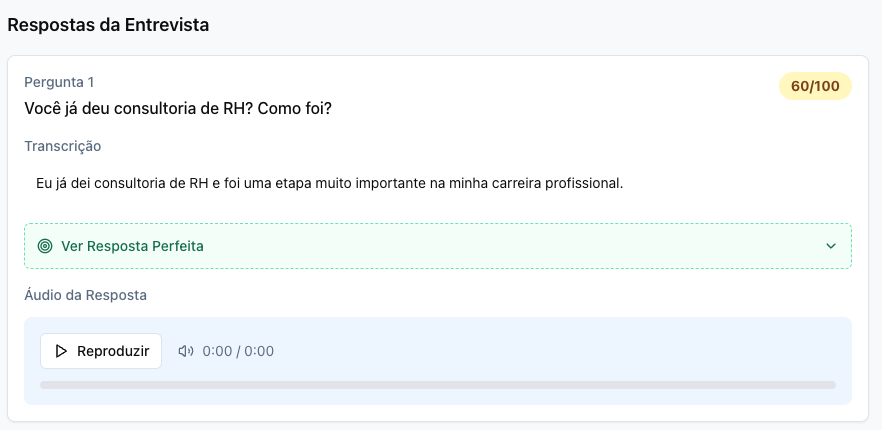 Respostas da Entrevista
Pergunta 1
60/100
Você já deu consultoria de RH? Como foi?
Transcrição
Eu já dei consultoria de RH e foi uma etapa muito importante na minha carreira profissional.
Ver Resposta Perfeita
Áudio da Resposta
Reproduzir
0:00 / 0:00